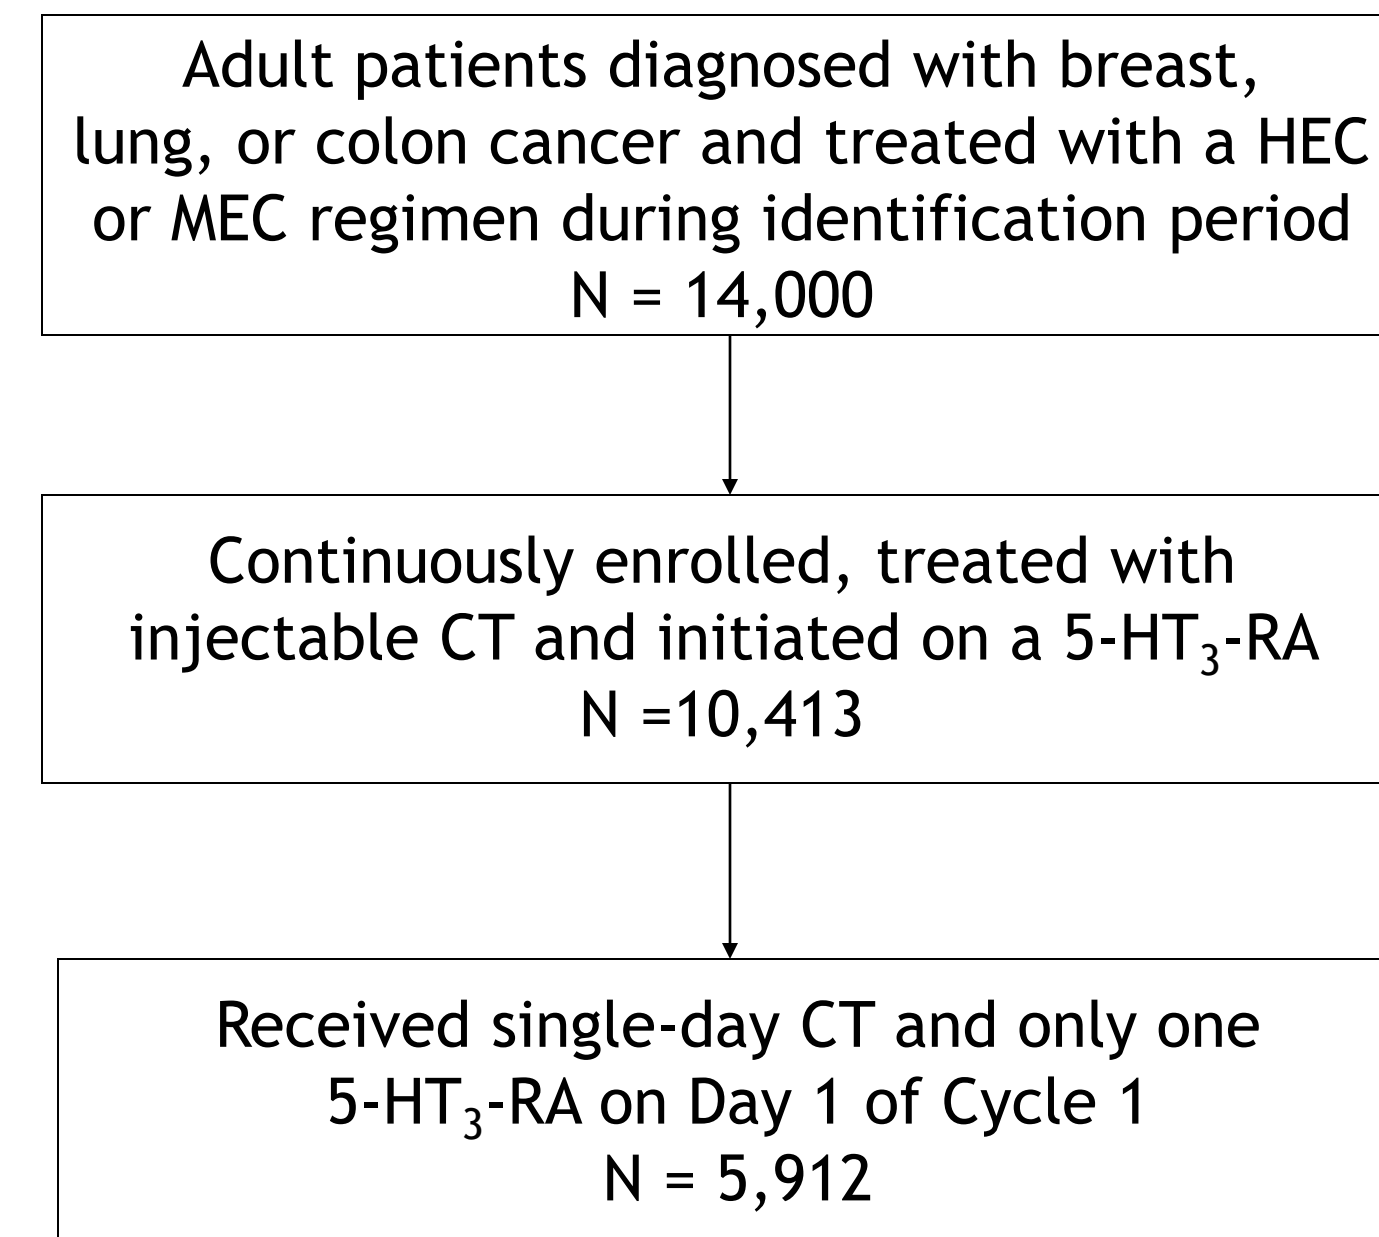 Adult patients diagnosed with breast,
lung, or colon cancer and treated with a HEC
or MEC regimen during identification period
N = 14,000
Continuously enrolled, treated with
injectable CT and initiated on a 5-HT₃-RA
N =10,413
Received single-day CT and only one
5-HT₃-RA on Day 1 of Cycle 1
N = 5,912